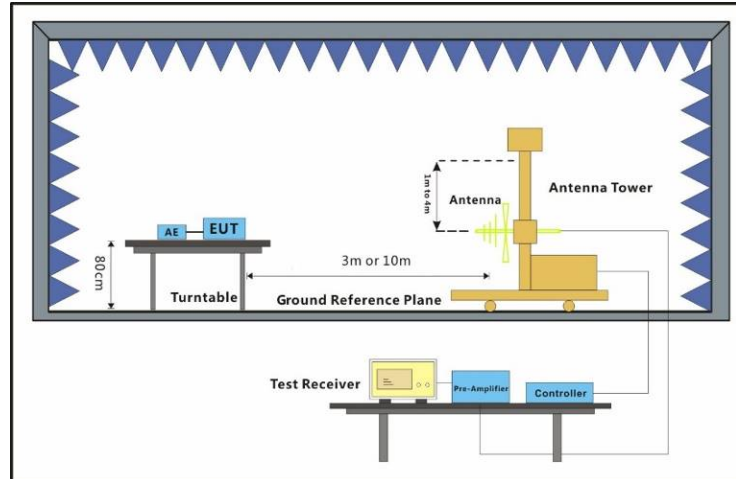 1m to 4m
Antenna
Antenna Tower
AE
EUT
80cm
3m or 10m
Turntable
Ground Reference Plane
Test Receiver
Pre-Amplifier
Controller